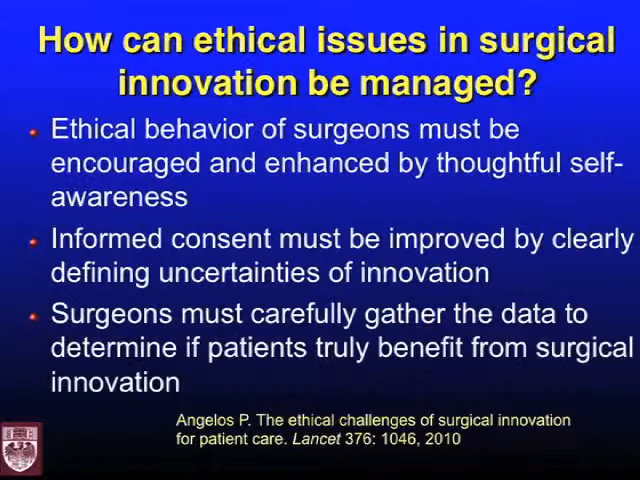 How can ethical issues in surgical
innovation be managed?
Ethical behavior of surgeons must be
encouraged and enhanced by thoughtful self-
awareness
Informed consent must be improved by clearly
defining uncertainties of innovation
Surgeons must carefully gather the data to
determine if patients truly benefit from surgical
innovation
Angelos P. The ethical challenges of surgical innovation
for patient care. Lancet 376: 1046, 2010